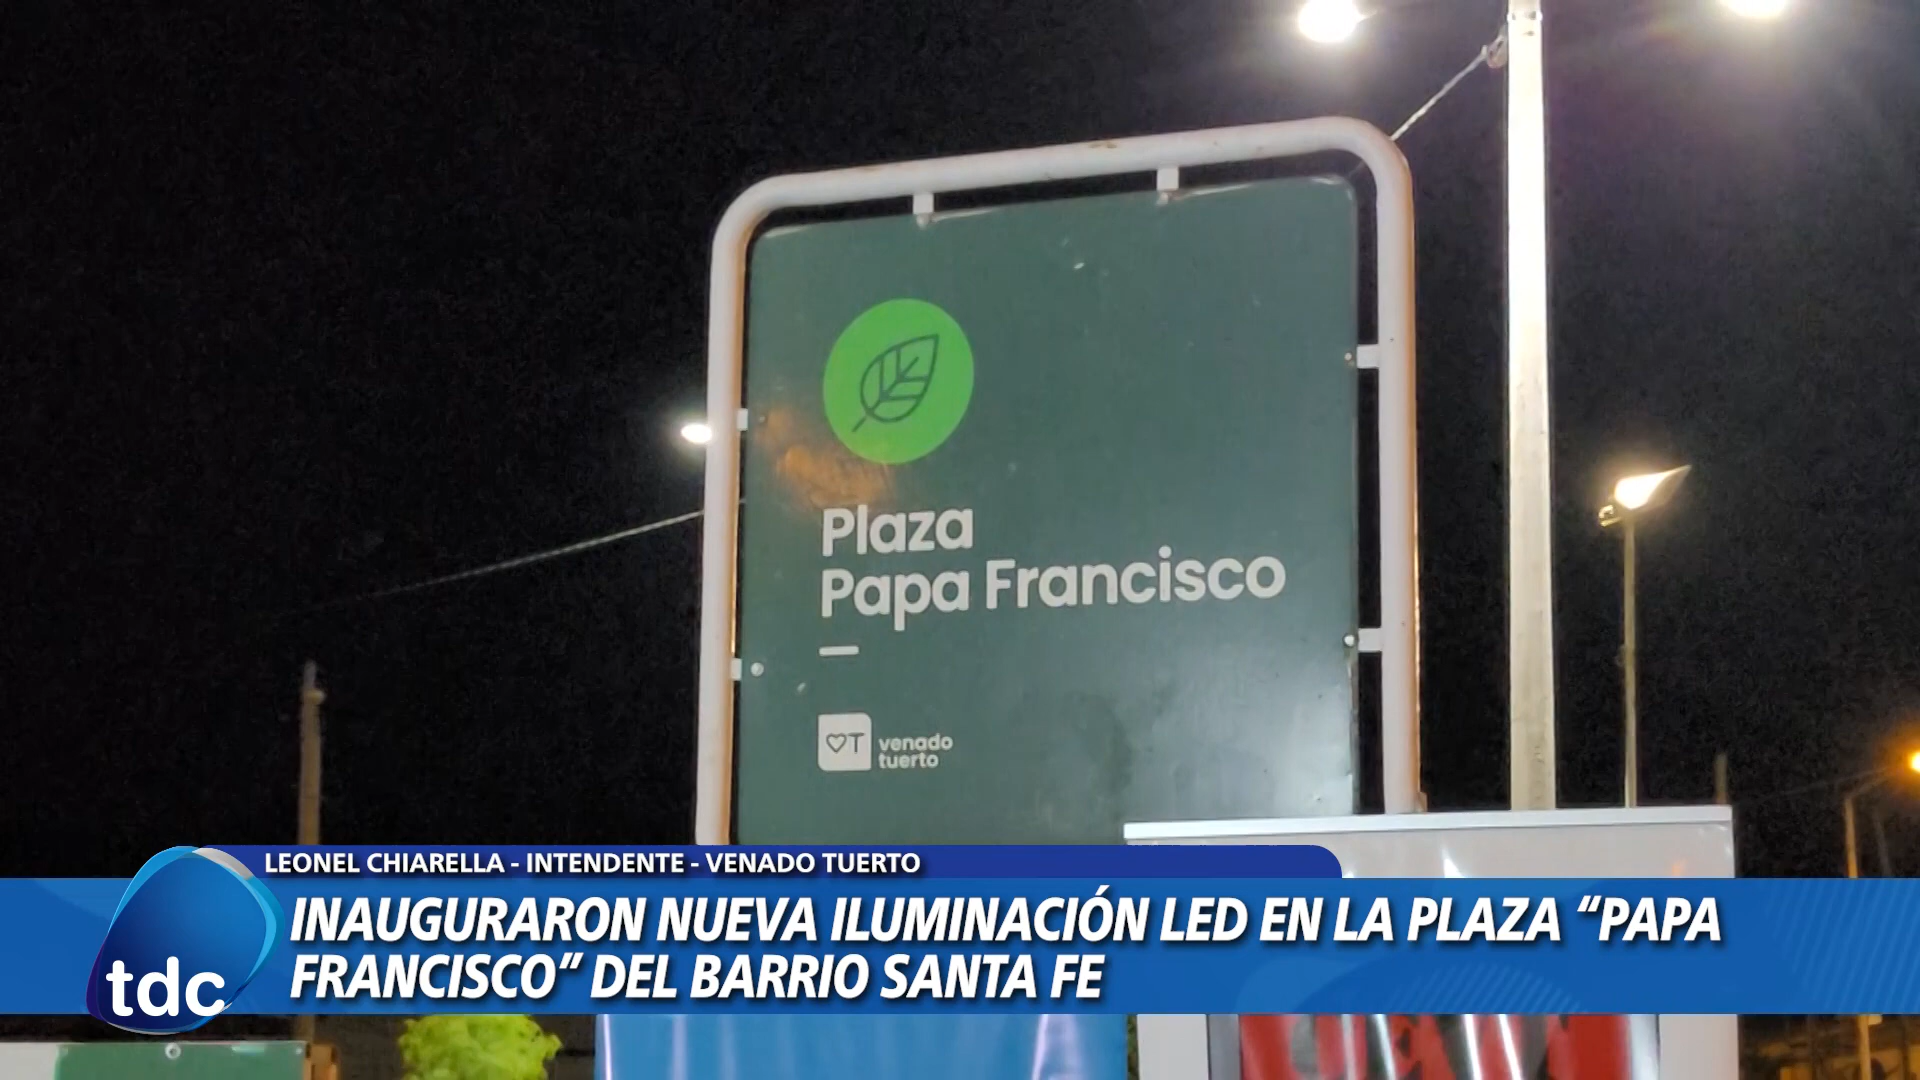 Plaza
Papa Francisco
VT venado
tuerto
LEONEL CHIARELLA - INTENDENTE - VENADO TUERTO
INAUGURARON NUEVA ILUMINACIÓN LED EN LA PLAZA “PAPA
FRANCISCO” DEL BARRIO SANTA FE
tdc